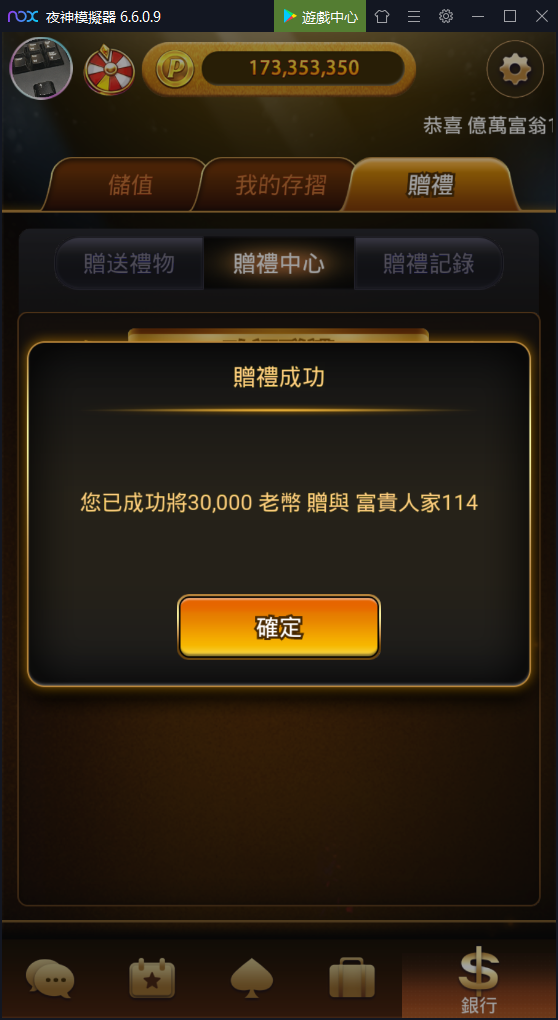 nox 夜神模擬器 6.6.0.9 遊戲中心
173,353,350
恭喜 億萬富翁
儲值 我的存摺 贈禮
贈送禮物 贈禮中心 贈禮記錄
贈禮成功
您已成功將30,000 老幣 贈與 富貴人家114
確定
銀行